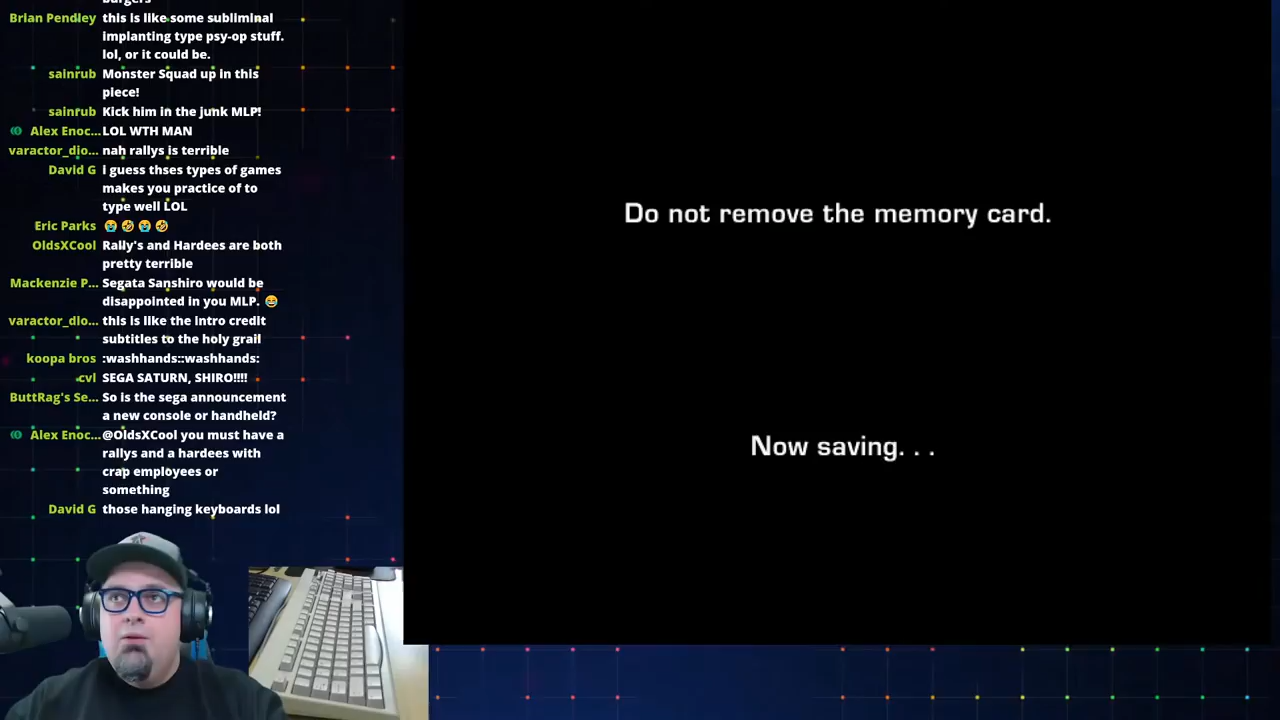 burgers
Brian Pendley this is like some subliminal
implanting type psy-op stuff.
lol, or it could be.
sainrub Monster Squad up in this
piece!
sainrub Kick him in the junk MLP!
Alex Enoc... LOL WTH MAN
varactor_dio... nah rallys is terrible
David G I guess thses types of games
makes you practice of to
type well LOL
Eric Parks 😭🤣😭🤣
OldsXCool Rally's and Hardees are both
pretty terrible
Mackenzie P... Segata Sanshiro would be
disappointed in you MLP. 😂
varactor_dio... this is like the intro credit
subtitles to the holy grail
koopa bros :washhands::washhands:
cvl SEGA SATURN, SHIRO!!!!
ButtRag's Se... So is the sega announcement
a new console or handheld?
Alex Enoc... @OldsXCool you must have a
rallys and a hardees with
crap employees or
something
David G those hanging keyboards lol
Do not remove the memory card.
Now saving. . .